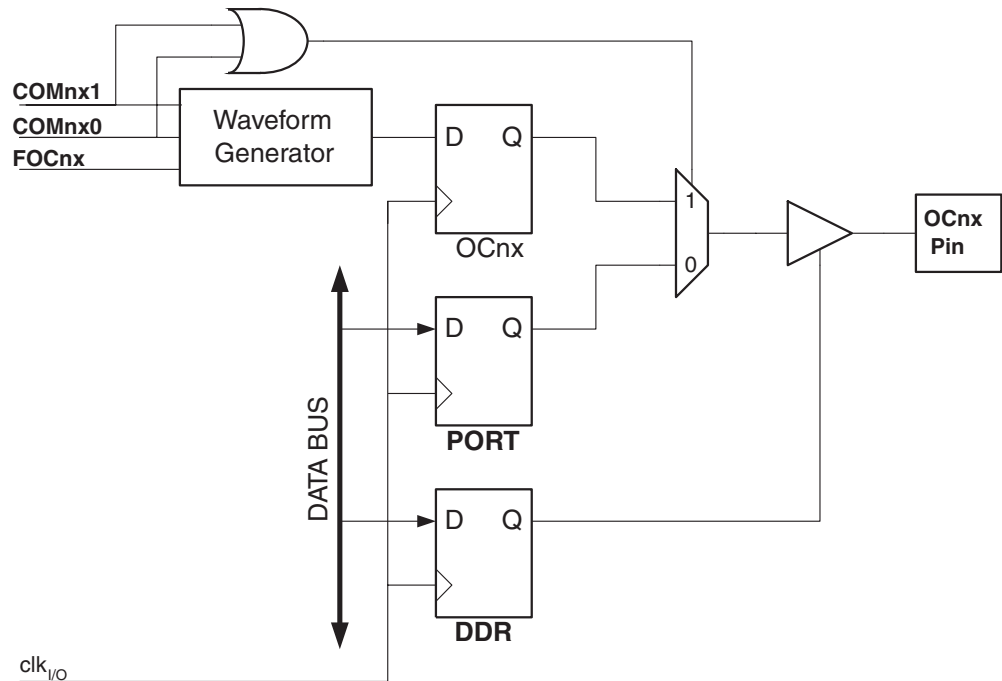 COMnx1
COMnx0
FOCnx
Waveform
Generator
D Q
OCnx
1
0
OCnx
Pin
D Q
PORT
DATA BUS
D Q
DDR
clkI/O